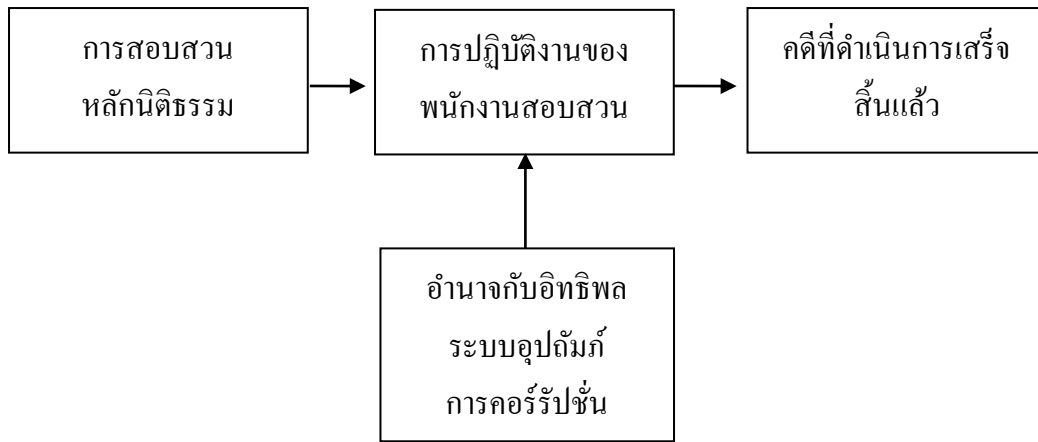 การสอบสวน
หลักนิติธรรม
การปฏิบัติงานของ
พนักงานสอบสวน
คดีที่ดำเนินการเสร็จ
สิ้นแล้ว
อำนาจกับอิทธิพล
ระบบอุปถัมภ์
การคอร์รัปชั่น